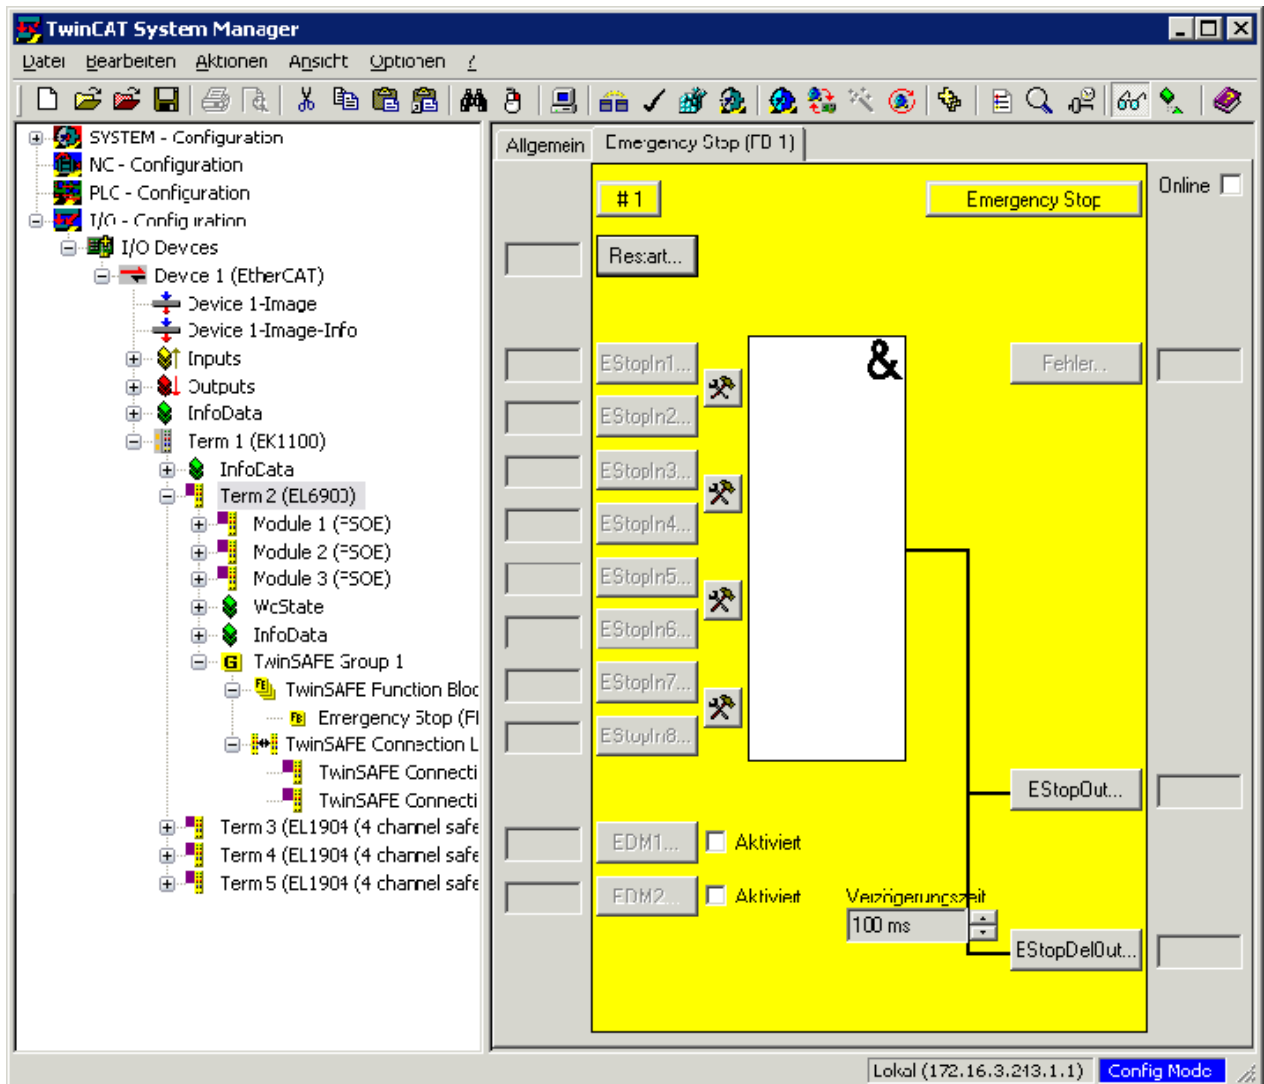 TwinCAT System Manager
Datei Bearbeiten Aktionen Ansicht Optionen ?
SYSTEM - Configuration
NC - Configuration
PLC - Configuration
I/O - Configuration
I/O Devices
Device 1 (EtherCAT)
Device 1-Image
Device 1-Image-Info
Inputs
Outputs
InfoData
Term 1 (EK1100)
InfoData
Term 2 (EL6900)
Module 1 (FSOE)
Module 2 (FSOE)
Module 3 (FSOE)
WcState
InfoData
TwinSAFE Group 1
TwinSAFE Function Bloc
Emergency Stop (F
TwinSAFE Connection L
TwinSAFE Connecti
TwinSAFE Connecti
Term 3 (EL1904 (4 channel safe
Term 4 (EL1904 (4 channel safe
Term 5 (EL1904 (4 channel safe
Allgemein Emergency Stop (FB 1)
# 1 Emergency Stop Online
Restart...
&
EStopIn1... Fehler...
EStopIn2...
EStopIn3...
EStopIn4...
EStopIn5...
EStopIn6...
EStopIn7...
EStopIn8...
EStopOut...
EDM1... Aktiviert
EDM2... Aktiviert Verzögerungszeit
100 ms
EStopDelOut...
Lokal (172.16.3.243.1.1) Config Mode